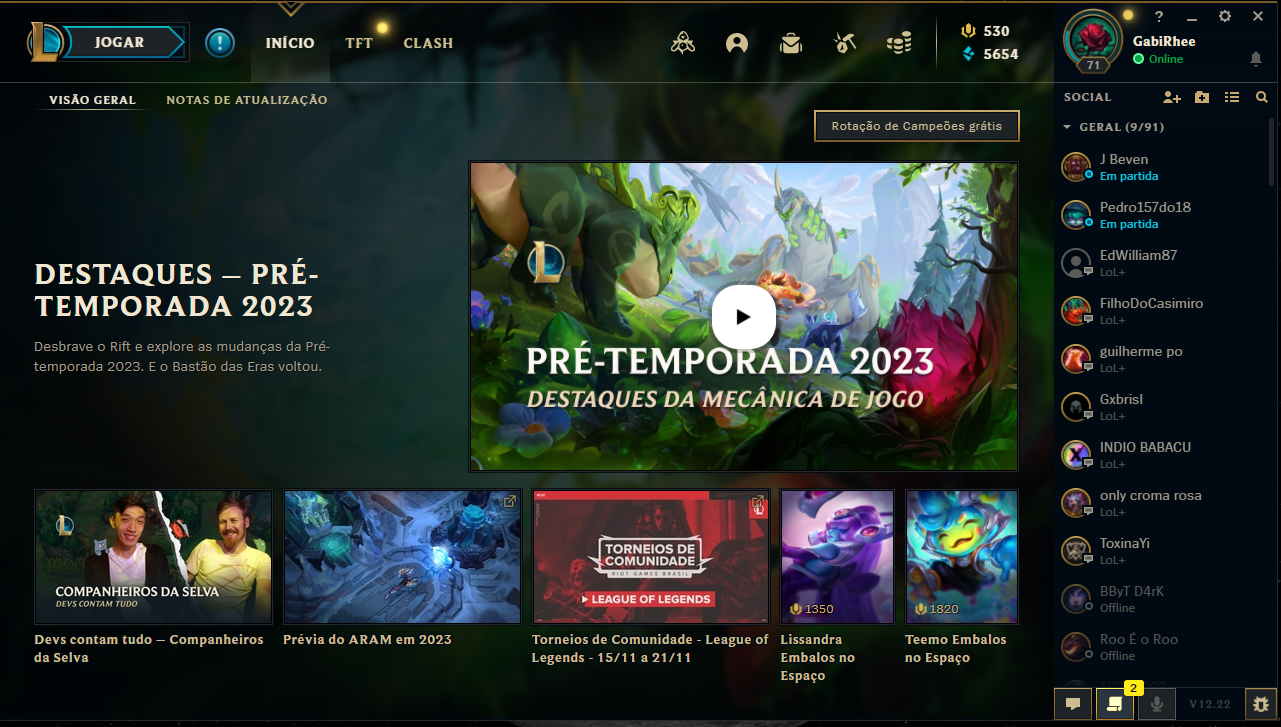 JOGAR
INÍCIO
TFT
CLASH
530
5654
?
71
GabiRhee
Online
VISÃO GERAL
NOTAS DE ATUALIZAÇÃO
Rotação de Campeões grátis
DESTAQUES — PRÉ-
TEMPORADA 2023
Desbrave o Rift e explore as mudanças da Pré-
temporada 2023. E o Bastão das Eras voltou.
PRÉ-TEMPORADA 2023
DESTAQUES DA MECÂNICA DE JOGO
COMPANHEIROS DA SELVA
DEVS CONTAM TUDO
Devs contam tudo — Companheiros
da Selva
Prévia do ARAM em 2023
TORNEIOS DE
COMUNIDADE
RIOT GAMES BRASIL
LEAGUE OF LEGENDS
Torneios de Comunidade - League of
Legends - 15/11 a 21/11
1350
Lissandra
Embalos no
Espaço
1820
Teemo Embalos
no Espaço
SOCIAL
GERAL (9/91)
J Beven
Em partida
Pedro157do18
Em partida
EdWilliam87
LoL+
FilhoDoCasimiro
LoL+
guilherme po
LoL+
Gxbrisl
LoL+
INDIO BABACU
LoL+
only croma rosa
LoL+
ToxinaYi
LoL+
BByT D4rK
Offline
Roo É o Roo
Offline
2
V12.22